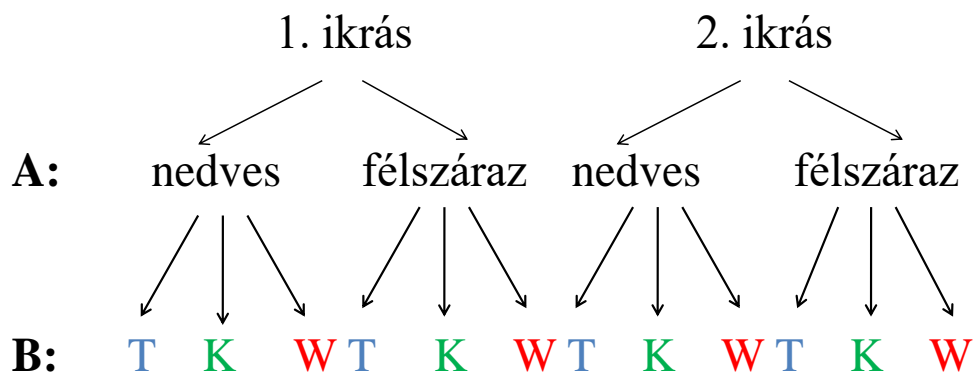 1. ikrás 2. ikrás
A: nedves félszáraz nedves félszáraz
B: T K W T K W T K W T K W